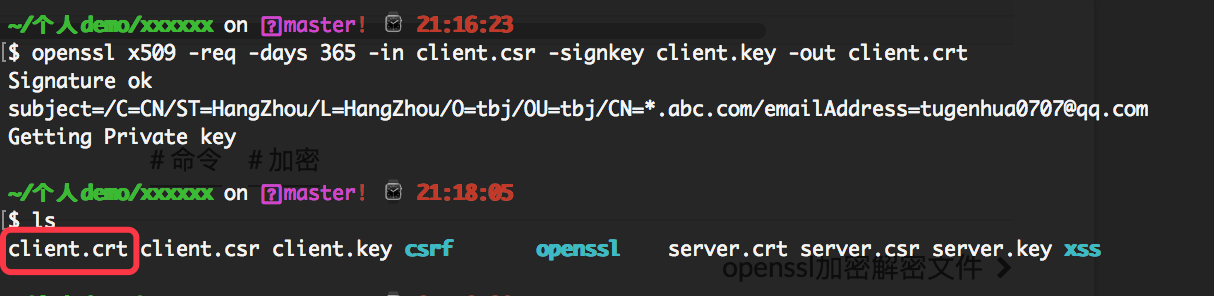 ~/个人demo/xxxxxx on master! 21:16:23
$ openssl x509 -req -days 365 -in client.csr -signkey client.key -out client.crt
Signature ok
subject=/C=CN/ST=HangZhou/L=HangZhou/O=tbj/OU=tbj/CN=*.abc.com/emailAddress=tugenhua0707@qq.com
Getting Private key
# 命令 # 加密
~/个人demo/xxxxxx on master! 21:18:05
$ ls
client.crt client.csr client.key csrf openssl server.crt server.csr server.key xss
openssl加密解密文件 >